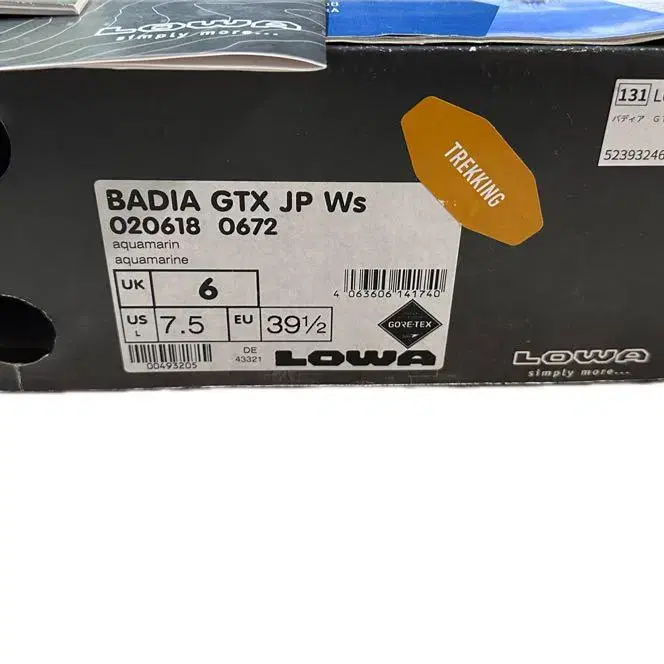 LOWA
simply more...
131
バディア
5239324
TREKKING
BADIA GTX JP Ws
020618 0672
aquamarin
aquamarine
UK 6
4 063606 141740
US L 7.5 EU 39½
GORE-TEX
00493205
DE
43321
LOWA
LOWA
simply more...